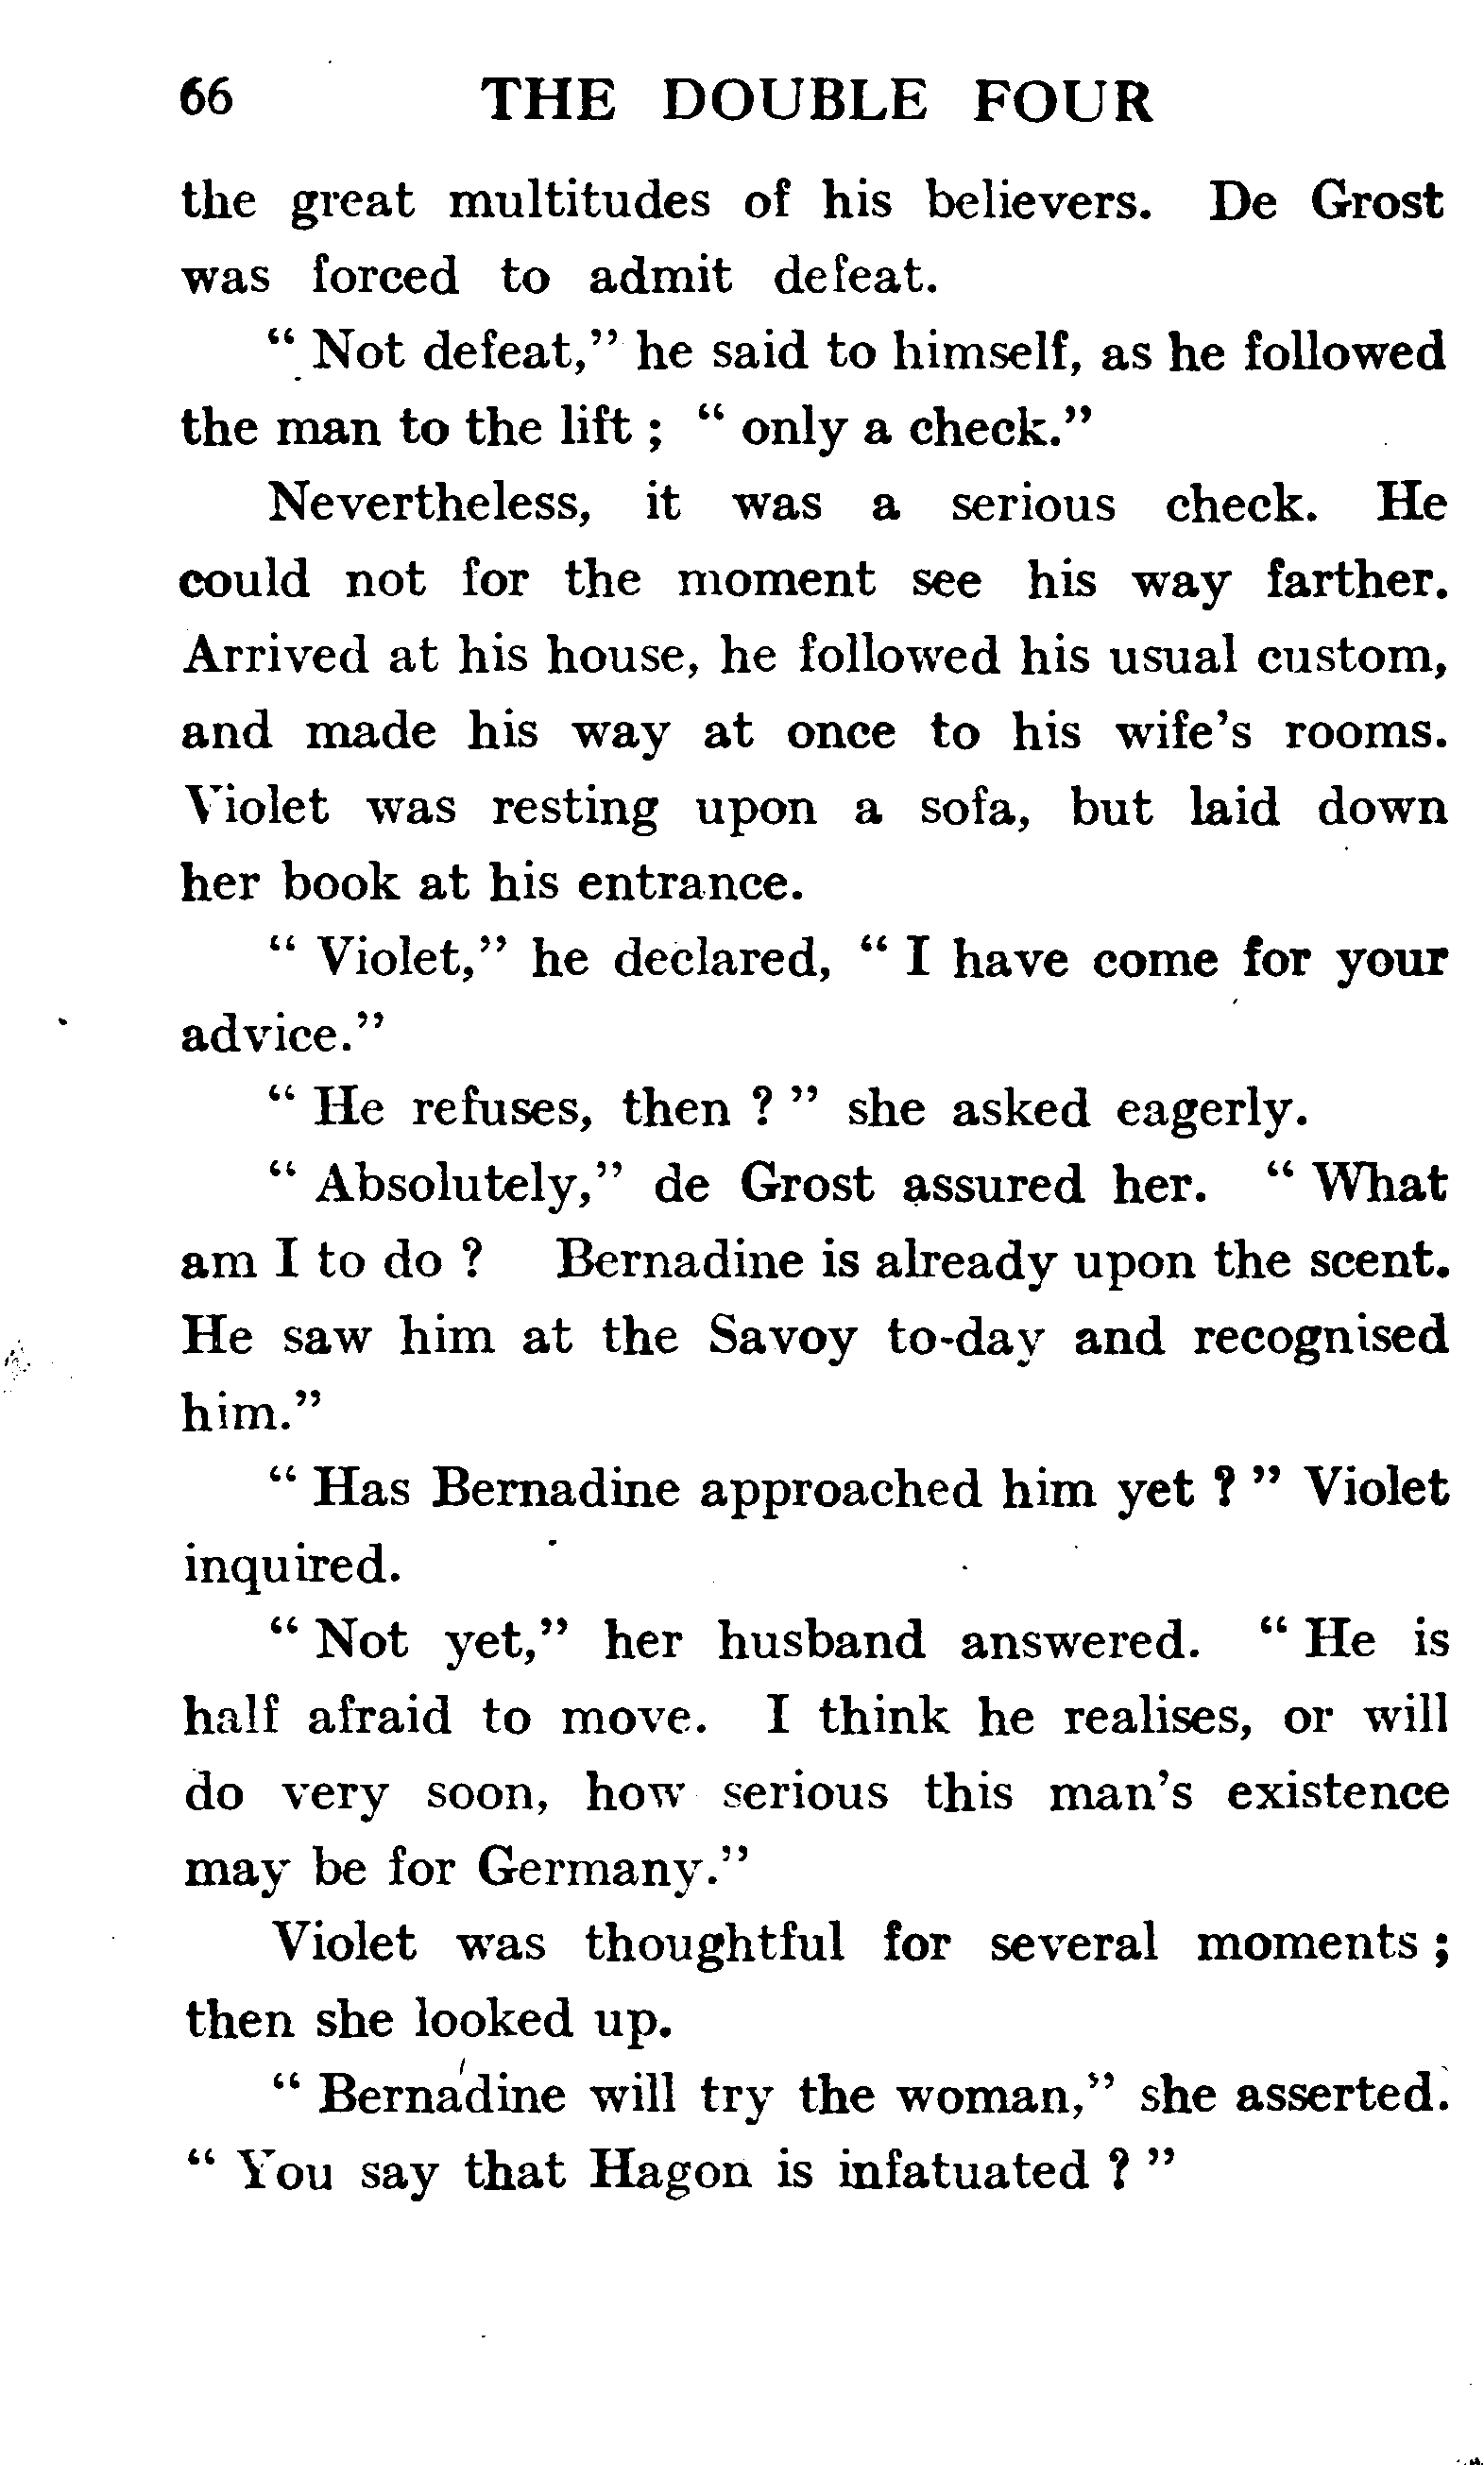 66 THE DOUBLE FOUR
the great multitudes of his believers. De Grost
was forced to admit defeat.
“ Not defeat,” he said to himself, as he followed
the man to the lift ; “ only a check.”
Nevertheless, it was a serious check. He
could not for the moment see his way farther.
Arrived at his house, he followed his usual custom,
and made his way at once to his wife’s rooms.
Violet was resting upon a sofa, but laid down
her book at his entrance.
“ Violet,” he declared, “ I have come for your
advice.”
“ He refuses, then ? ” she asked eagerly.
“ Absolutely,” de Grost assured her. “ What
am I to do ? Bernadine is already upon the scent.
He saw him at the Savoy to-day and recognised
him.”
“ Has Bernadine approached him yet ? ” Violet
inquired.
“ Not yet,” her husband answered. “ He is
half afraid to move. I think he realises, or will
do very soon, how serious this man’s existence
may be for Germany.”
Violet was thoughtful for several moments ;
then she looked up.
“ Bernadine will try the woman,” she asserted.
“ You say that Hagon is infatuated ? ”